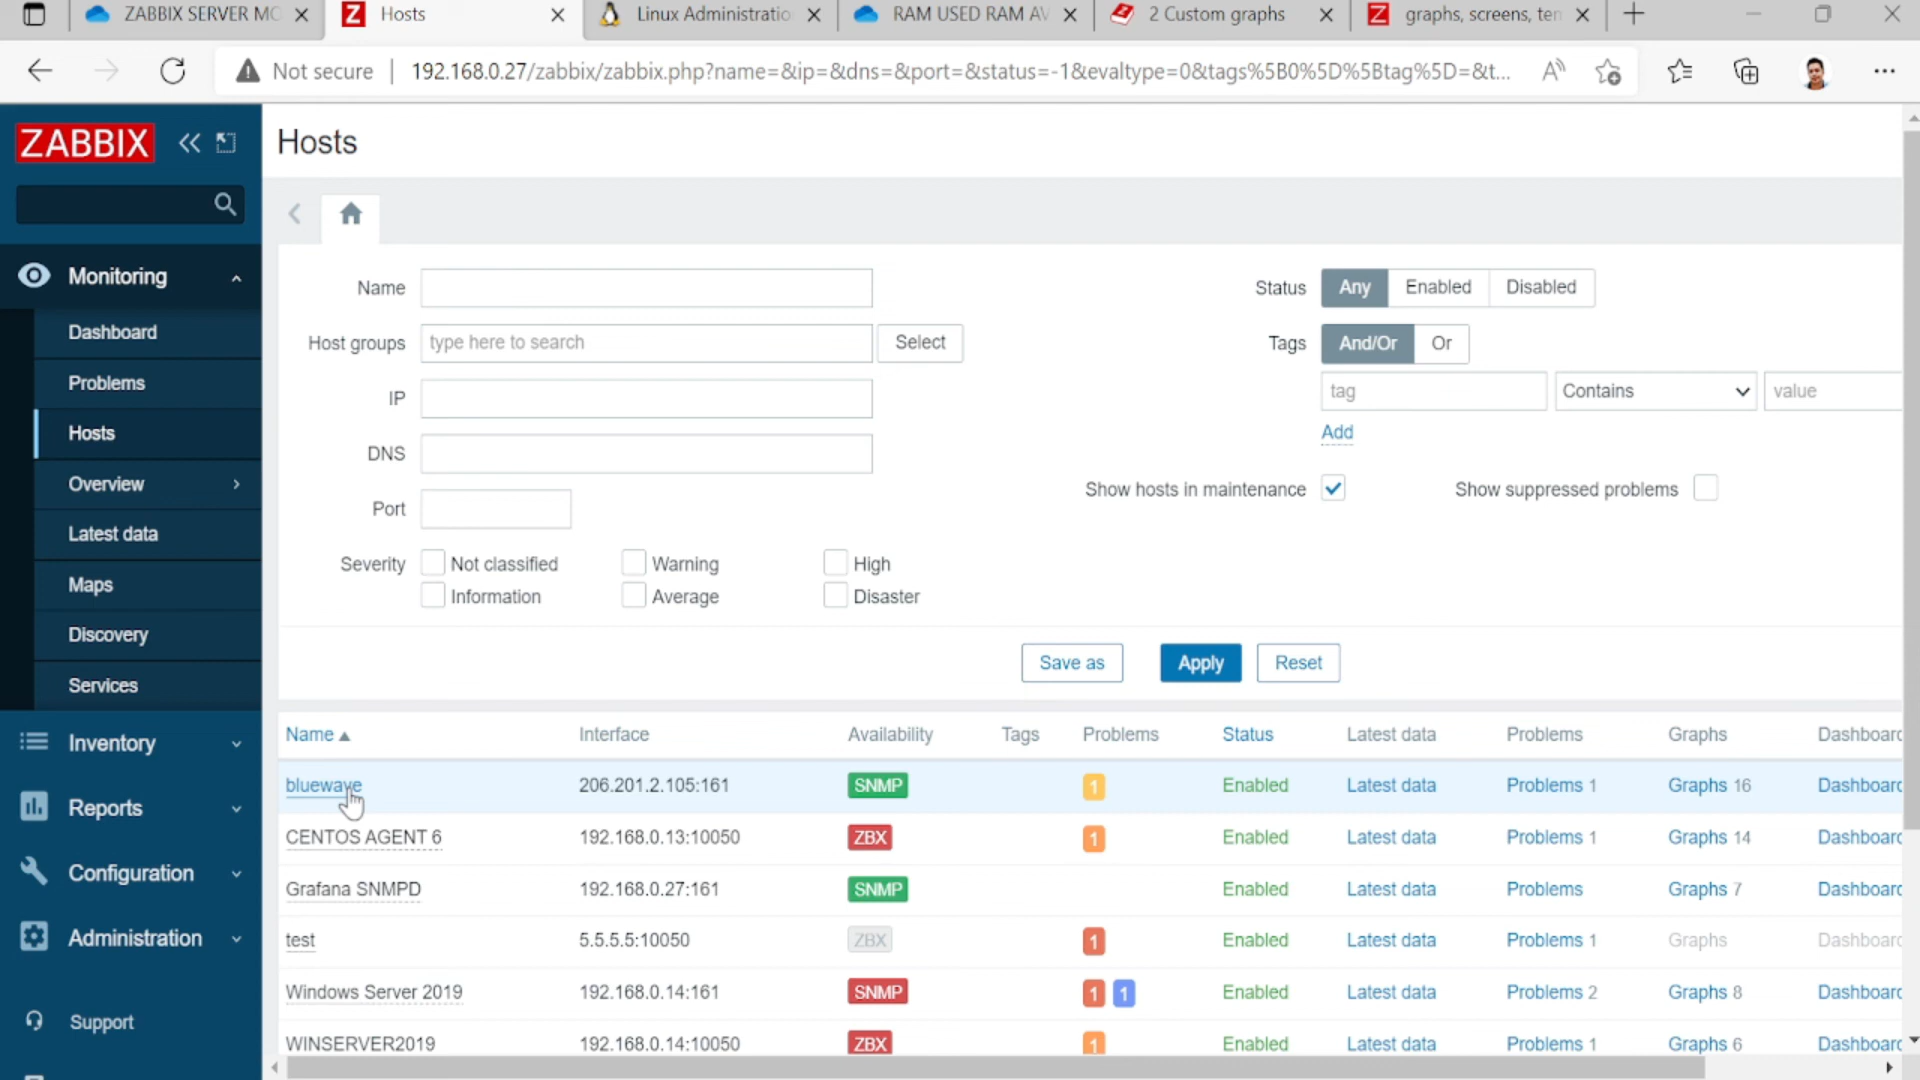 ZABBIX SERVER MO
Hosts
Linux Administratio
RAM USED RAM AV
2 Custom graphs
graphs, screens, ten
Not secure
192.168.0.27/zabbix/zabbix.php?name=&ip=&dns=&port=&status=-1&evaltype=0&tags%5B0%5D%5Btag%5D=&t...
ZABBIX
Monitoring
Dashboard
Problems
Hosts
Overview
Latest data
Maps
Discovery
Services
Inventory
Reports
Configuration
Administration
Support
Hosts
Name
Status Any Enabled Disabled
Host groups type here to search Select
Tags And/Or Or
IP
tag Contains value
DNS
Add
Show hosts in maintenance Show suppressed problems
Port
Severity Not classified Warning High
Information Average Disaster
Save as Apply Reset
Name Interface Availability Tags Problems Status Latest data Problems Graphs Dashboard
bluewave 206.201.2.105:161 SNMP 1 Enabled Latest data Problems 1 Graphs 16 Dashboard
CENTOS AGENT 6 192.168.0.13:10050 ZBX 1 Enabled Latest data Problems 1 Graphs 14 Dashboard
Grafana SNMPD 192.168.0.27:161 SNMP Enabled Latest data Problems Graphs 7 Dashboard
test 5.5.5.5:10050 ZBX 1 Enabled Latest data Problems 1 Graphs Dashboard
Windows Server 2019 192.168.0.14:161 SNMP 1 1 Enabled Latest data Problems 2 Graphs 8 Dashboard
WINSERVER2019 192.168.0.14:10050 ZBX 1 Enabled Latest data Problems 1 Graphs 6 Dashboard